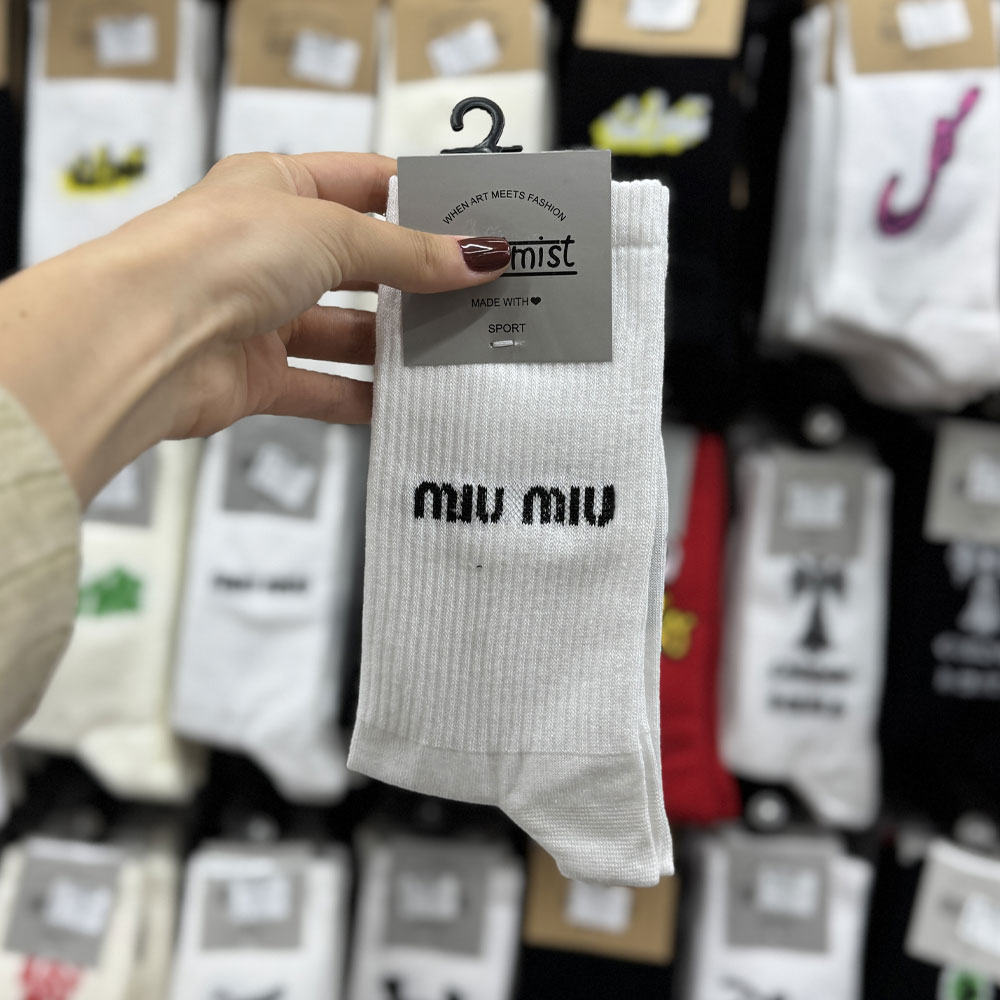 WHEN ART MEETS FASHION
mist
MADE WITH
SPORT
MIU MIU